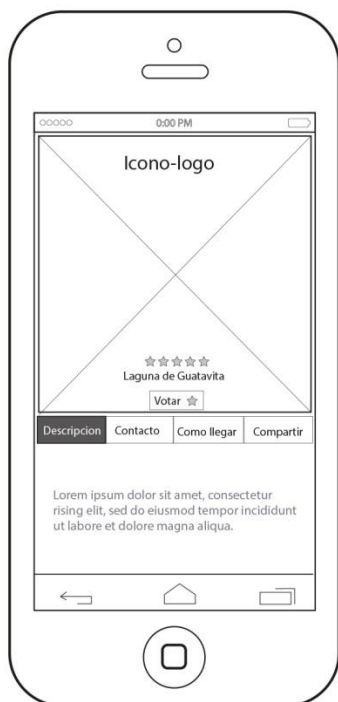 0:00 PM
Icono-logo
Laguna de Guatavita
Votar
Descripcion Contacto Como llegar Compartir
Lorem ipsum dolor sit amet, consectetur
rising elit, sed do eiusmod tempor incididunt
ut labore et dolore magna aliqua.